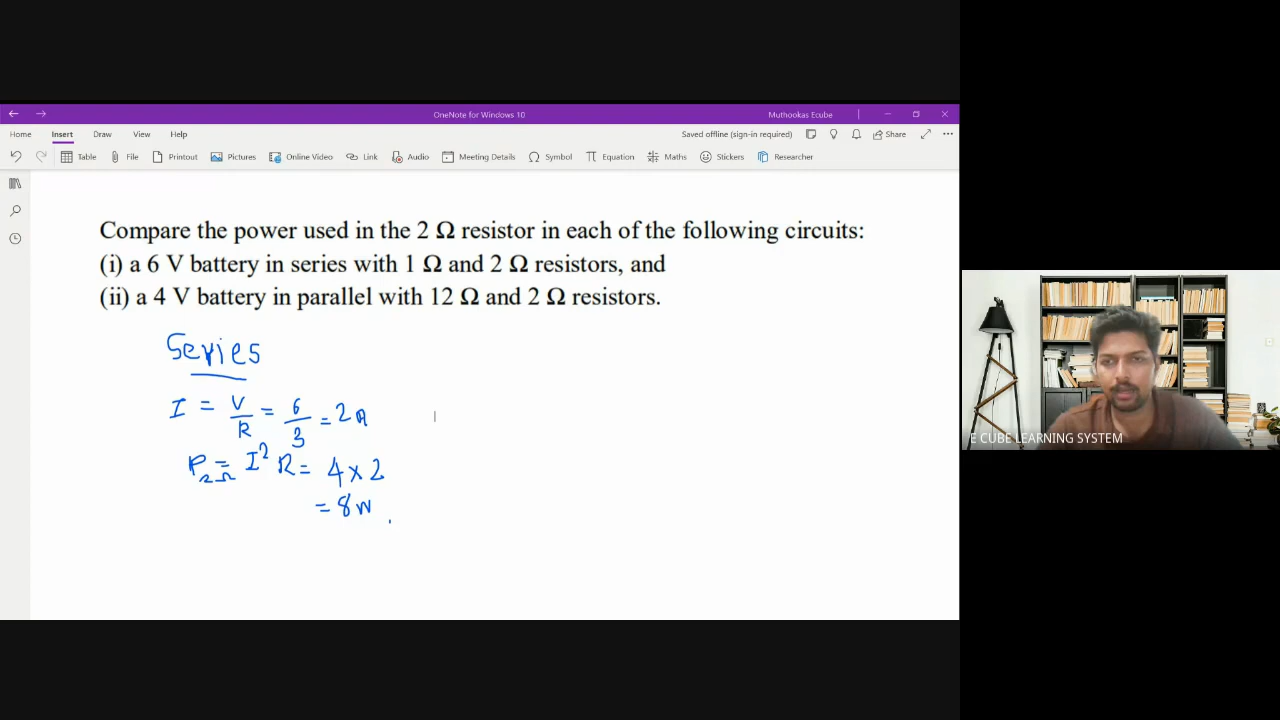 OneNote for Windows 10
Muthookas Ecube
Home Insert Draw View Help
Saved offline (sign-in required) Share
Table File Printout Pictures Online Video Link Audio Meeting Details Symbol Equation Maths Stickers Researcher
Compare the power used in the 2 Ω resistor in each of the following circuits:
(i) a 6 V battery in series with 1 Ω and 2 Ω resistors, and
(ii) a 4 V battery in parallel with 12 Ω and 2 Ω resistors.
Series
I = V/R = 6/3 = 2A
P2Ω = I² R = 4 × 2
= 8W
E CUBE LEARNING SYSTEM